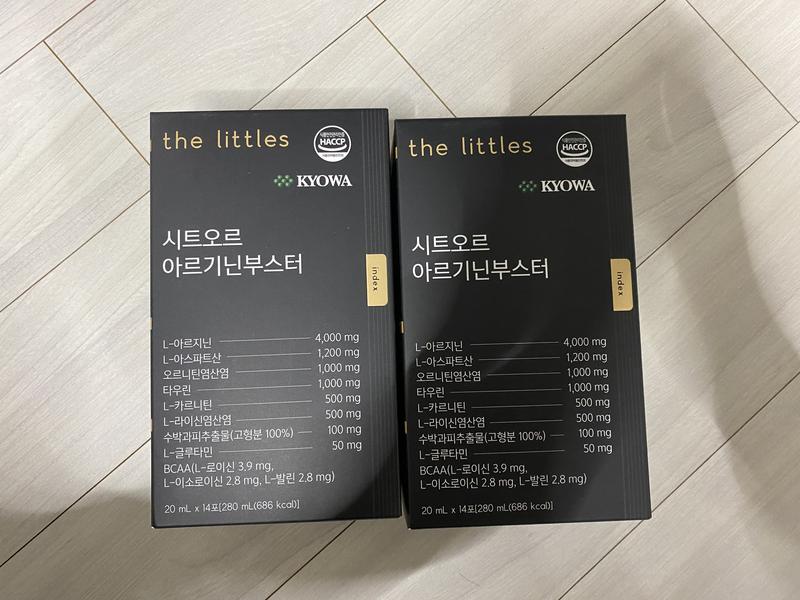 the littles
HACCP
KYOWA
시트오르
아르기닌부스터
index
L-아르지닌 4,000 mg
L-아스파트산 1,200 mg
오르니틴염산염 1,000 mg
타우린 1,000 mg
L-카르니틴 500 mg
L-라이신염산염 500 mg
수박과피추출물(고형분 100%) 100 mg
L-글루타민 50 mg
BCAA(L-로이신 3.9 mg,
L-이소로이신 2.8 mg, L-발린 2.8 mg)
20 mL x 14포[280 mL(686 kcal)]
the littles
HACCP
KYOWA
시트오르
아르기닌부스터
index
L-아르지닌 4,000 mg
L-아스파트산 1,200 mg
오르니틴염산염 1,000 mg
타우린 1,000 mg
L-카르니틴 500 mg
L-라이신염산염 500 mg
수박과피추출물(고형분 100%) 100 mg
L-글루타민 50 mg
BCAA(L-로이신 3.9 mg,
L-이소로이신 2.8 mg, L-발린 2.8 mg)
20 mL x 14포[280 mL(686 kcal)]